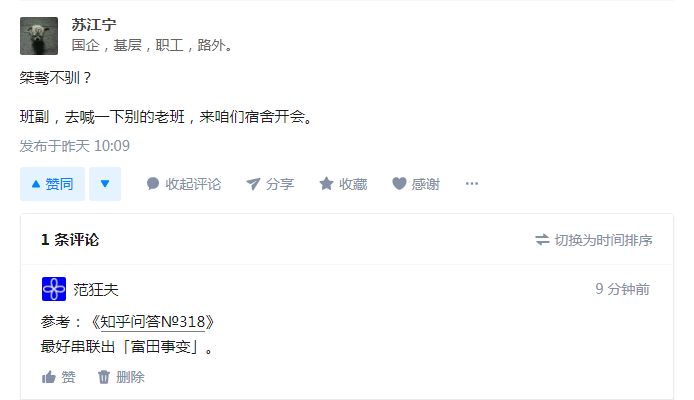 苏江宁
国企，基层，职工，路外。
桀骜不驯？
班副，去喊一下别的老班，来咱们宿舍开会。
发布于昨天 10:09
赞同
收起评论
分享
收藏
感谢
1 条评论
切换为时间排序
范狂夫
9 分钟前
参考：《知乎问答№318》
最好串联出「富田事变」。
赞
删除